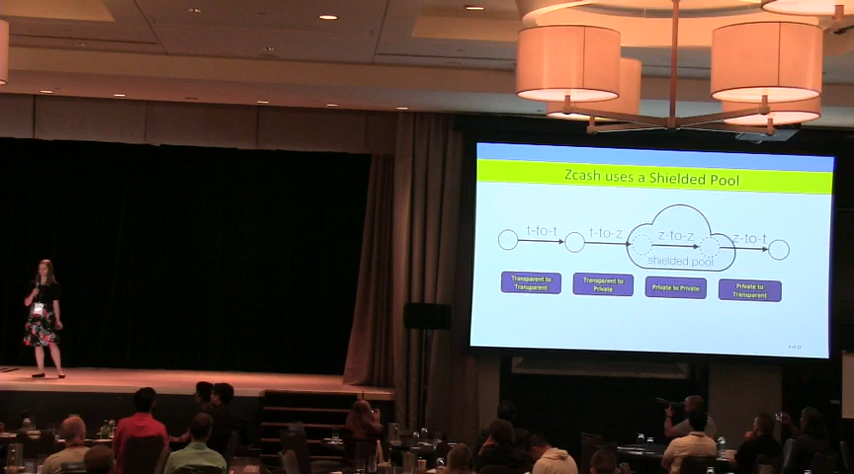 Zcash uses a Shielded Pool
t-to-t
t-to-z
z-to-z
z-to-t
shielded pool
Transparent to
Transparent
Transparent to
Private
Private to Private
Private to
Transparent